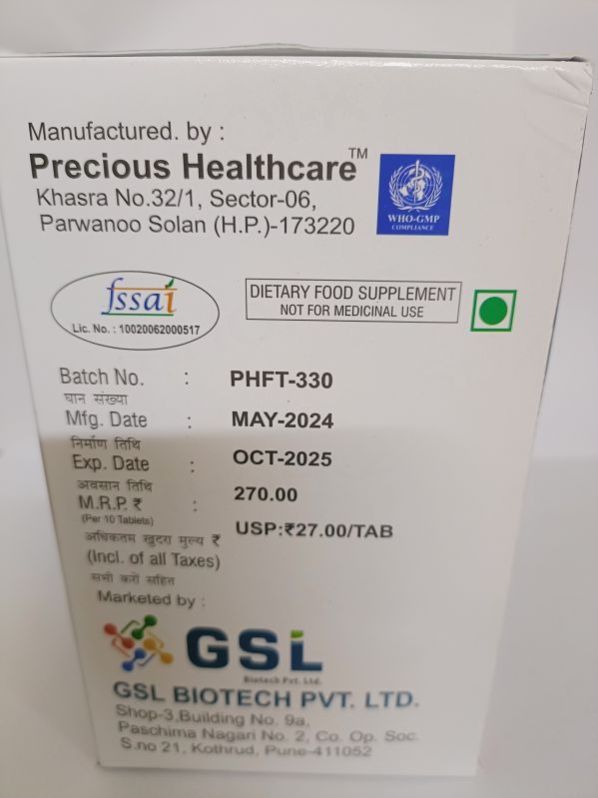 Manufactured. by :
Precious Healthcare™
Khasra No.32/1, Sector-06,
Parwanoo Solan (H.P.)-173220
WHO-GMP
COMPLIANCE
fssai
Lic. No. : 10020062000517
DIETARY FOOD SUPPLEMENT
NOT FOR MEDICINAL USE
Batch No. : PHFT-330
घान संख्या
Mfg. Date : MAY-2024
निर्माण तिथि
Exp. Date : OCT-2025
अवसान तिथि
M.R.P. ₹ : 270.00
(Per 10 Tablets)
USP:₹27.00/TAB
अधिकतम खुदरा मुल्य ₹
(Incl. of all Taxes)
सभी करों सहित
Marketed by :
GSL
Biotech Pvt. Ltd.
GSL BIOTECH PVT. LTD.
Shop-3,Building No. 9a,
Paschima Nagari No. 2, Co. Op. Soc.
S.no 21, Kothrud, Pune-411052